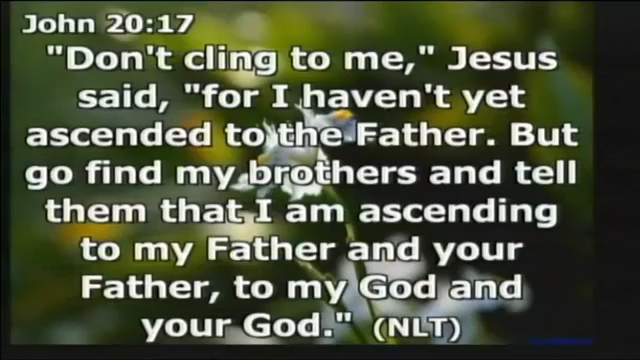 John 20:17
"Don't cling to me," Jesus
said, "for I haven't yet
ascended to the Father. But
go find my brothers and tell
them that I am ascending
to my Father and your
Father, to my God and
your God." (NLT)